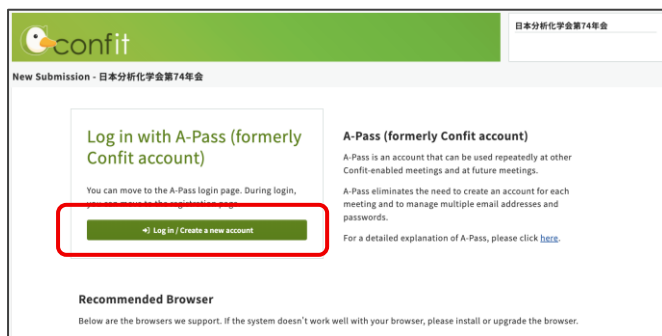 confit
日本分析化学会第74年会
New Submission - 日本分析化学会第74年会
Log in with A-Pass (formerly
Confit account)
You can move to the A-Pass login page. During login,
you can move to the registration page.
Log in / Create a new account
A-Pass (formerly Confit account)
A-Pass is an account that can be used repeatedly at other
Confit-enabled meetings and at future meetings.
A-Pass eliminates the need to create an account for each
meeting and to manage multiple email addresses and
passwords.
For a detailed explanation of A-Pass, please click here.
Recommended Browser
Below are the browsers we support. If the system doesn't work well with your browser, please install or upgrade the browser.